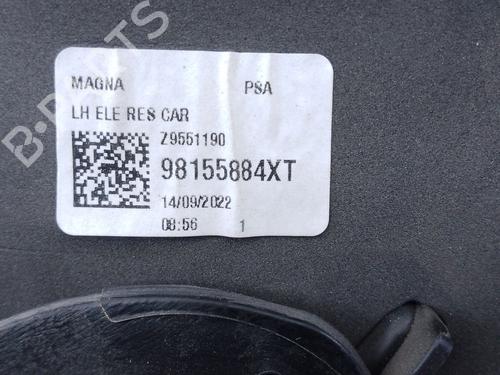 MAGNA PSA
LH ELE RES CAR
Z9551190
98155884XT
14/09/2022
08:56 1
B-PARTS